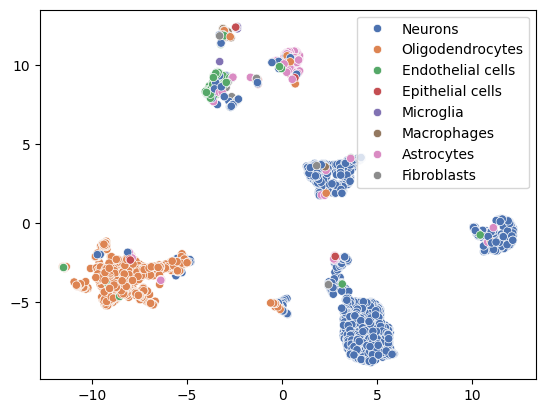 Neurons
Oligodendrocytes
Endothelial cells
Epithelial cells
Microglia
Macrophages
Astrocytes
Fibroblasts
10
5
0
−5
−10
−5
0
5
10